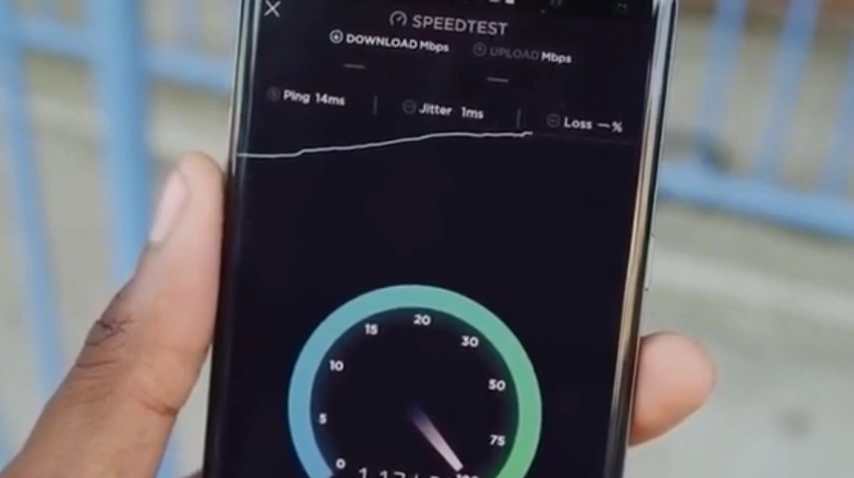 SPEEDTEST
DOWNLOAD Mbps UPLOAD Mbps
— —
Ping 14ms Jitter 1ms Loss — %
20
15 30
10 50
5 75
0